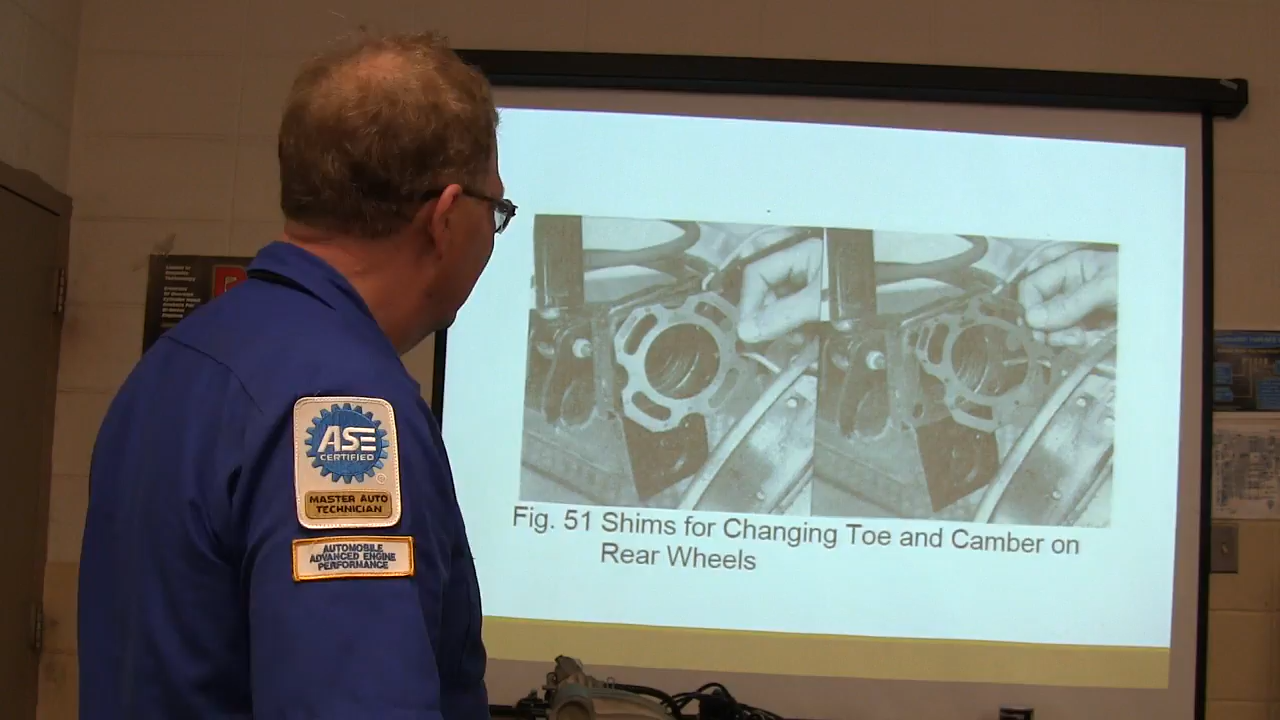 ASE
CERTIFIED
MASTER AUTO
TECHNICIAN
AUTOMOBILE
ADVANCED ENGINE
PERFORMANCE
Fig. 51 Shims for Changing Toe and Camber on
Rear Wheels